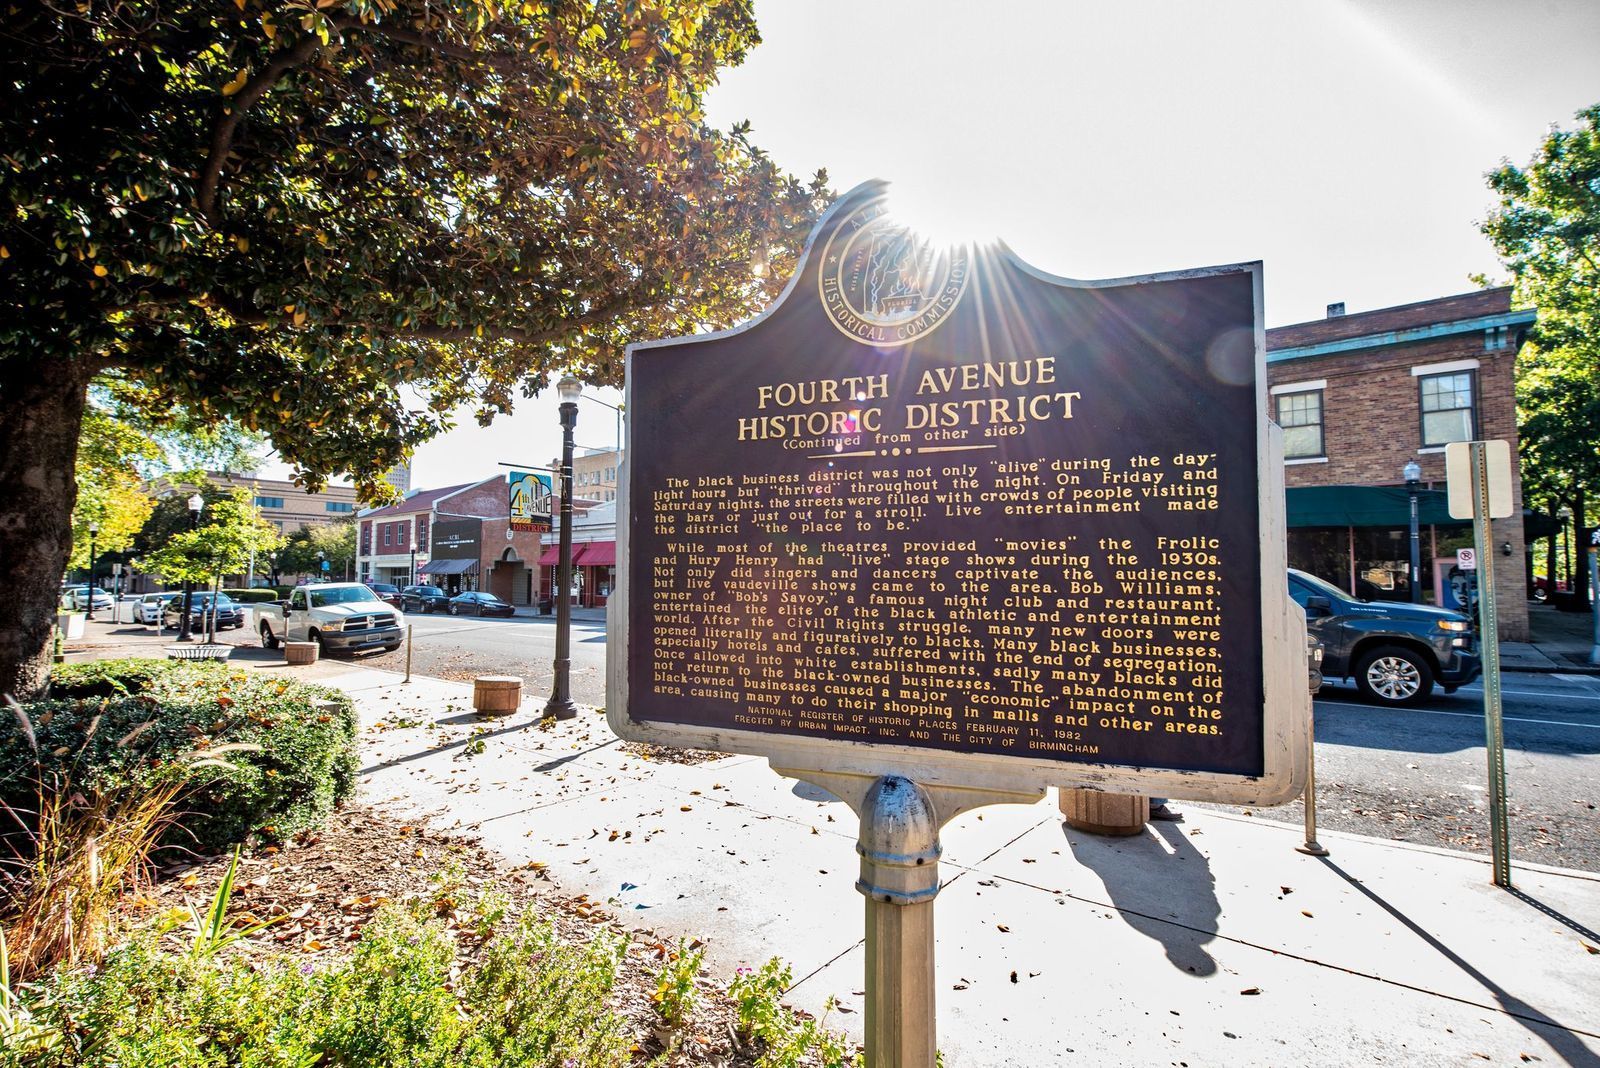 ALA
HISTORICAL COMMISSION
MISSISSIPPI
FLORIDA
FOURTH AVENUE
HISTORIC DISTRICT
(Continued from other side)
The black business district was not only "alive" during the day-
light hours but "thrived" throughout the night. On Friday and
Saturday nights, the streets were filled with crowds of people visiting
the bars or just out for a stroll. Live entertainment made
the district "the place to be."
While most of the theatres provided "movies" the Frolic
and Hury Henry had "live" stage shows during the 1930s.
Not only did singers and dancers captivate the audiences,
but live vaudeville shows came to the area. Bob Williams,
owner of "Bob's Savoy," a famous night club and restaurant,
entertained the elite of the black athletic and entertainment
world. After the Civil Rights struggle, many new doors were
opened literally and figuratively to blacks. Many black businesses,
especially hotels and cafes, suffered with the end of segregation.
Once allowed into white establishments, sadly many blacks did
not return to the black-owned businesses. The abandonment of
black-owned businesses caused a major "economic" impact on the
area, causing many to do their shopping in malls and other areas.
NATIONAL REGISTER OF HISTORIC PLACES FEBRUARY 11, 1982
ERECTED BY URBAN IMPACT, INC. AND THE CITY OF BIRMINGHAM
4th
AVENUE
DISTRICT